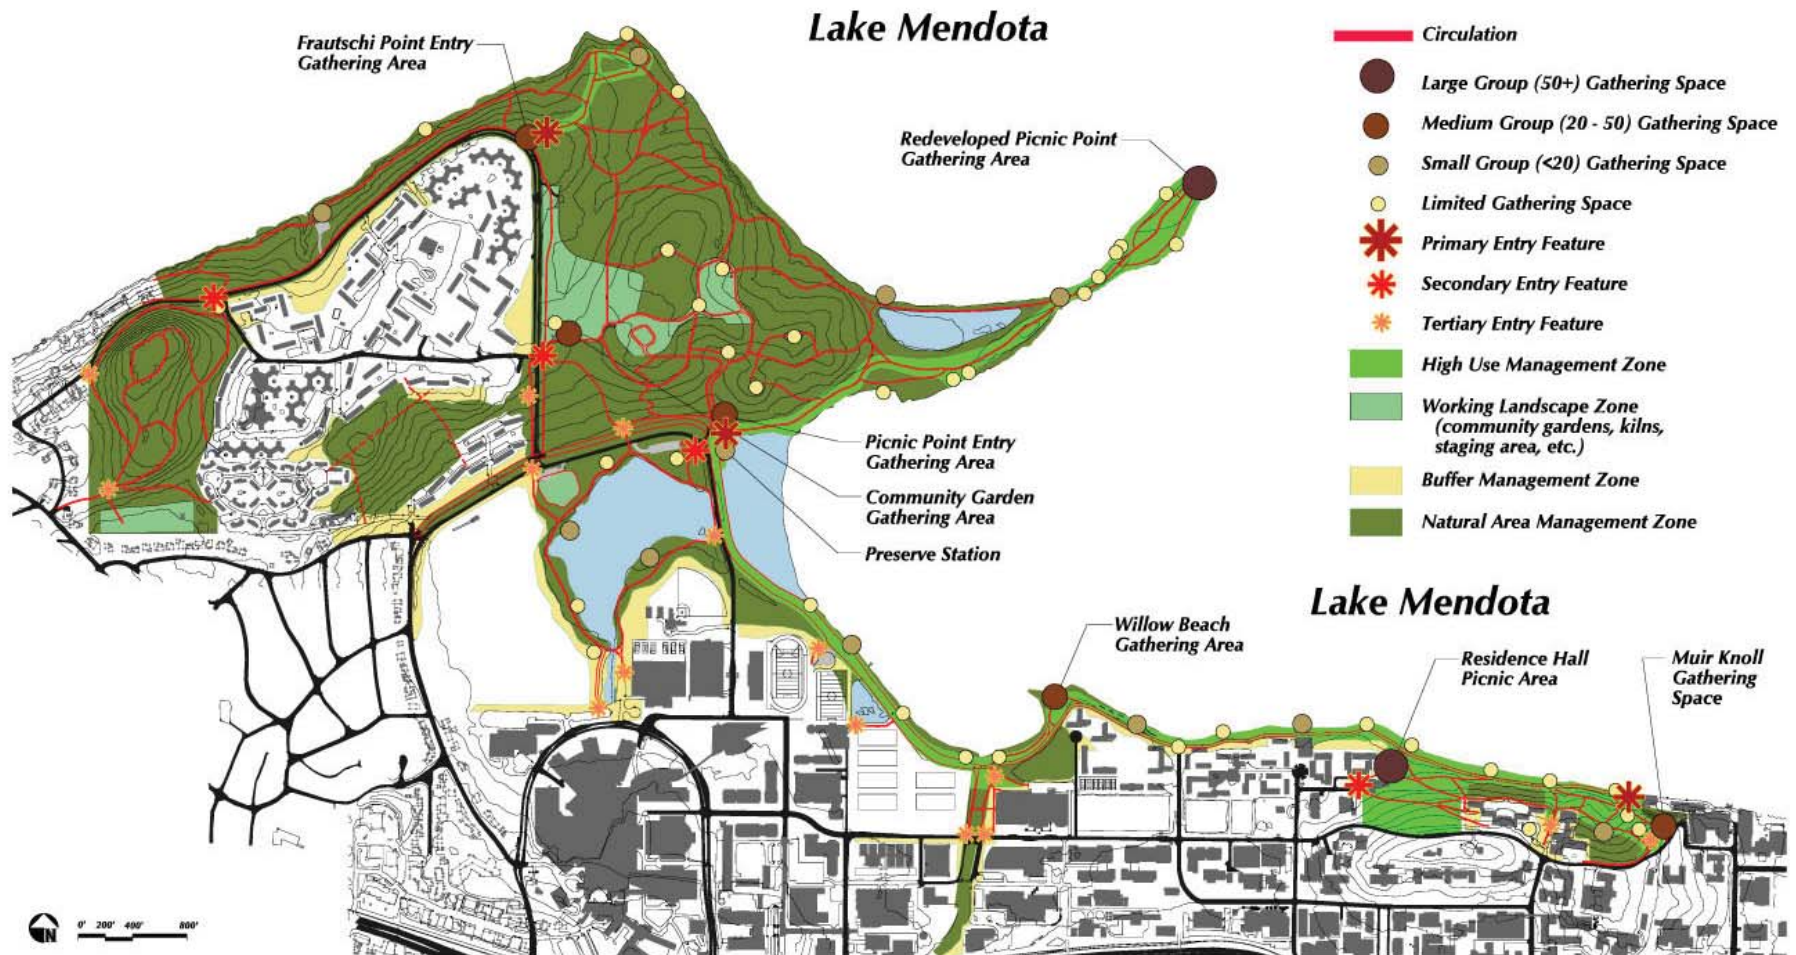 Lake Mendota
Frautschi Point Entry
Gathering Area
Redeveloped Picnic Point
Gathering Area
Circulation
Large Group (50+) Gathering Space
Medium Group (20 - 50) Gathering Space
Small Group (<20) Gathering Space
Limited Gathering Space
Primary Entry Feature
Secondary Entry Feature
Tertiary Entry Feature
High Use Management Zone
Working Landscape Zone
(community gardens, kilns,
staging area, etc.)
Buffer Management Zone
Natural Area Management Zone
Picnic Point Entry
Gathering Area
Community Garden
Gathering Area
Preserve Station
Lake Mendota
Willow Beach
Gathering Area
Residence Hall
Picnic Area
Muir Knoll
Gathering
Space
N
0' 200' 400' 800'